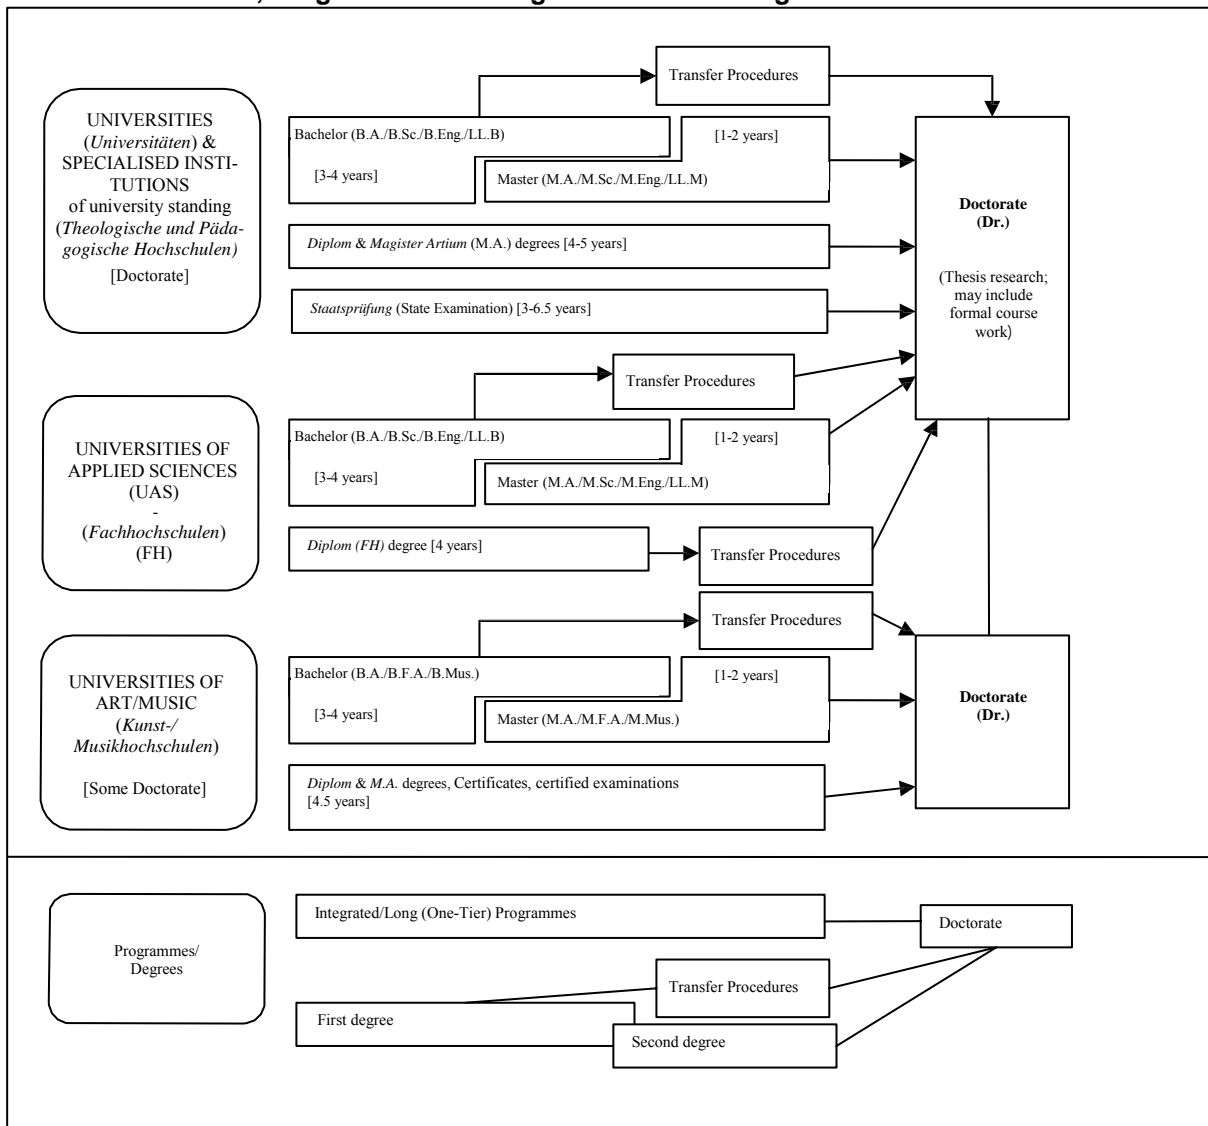 Transfer Procedures
UNIVERSITIES
(Universitäten) &
SPECIALISED INSTI-
TUTIONS
of university standing
(Theologische und Päda-
gogische Hochschulen)
[Doctorate]
Bachelor (B.A./B.Sc./B.Eng./LL.B)
[3-4 years]
[1-2 years]
Master (M.A./M.Sc./M.Eng./LL.M)
Diplom & Magister Artium (M.A.) degrees [4-5 years]
Staatsprüfung (State Examination) [3-6.5 years]
Doctorate
(Dr.)
(Thesis research;
may include
formal course
work)
Transfer Procedures
UNIVERSITIES OF
APPLIED SCIENCES
(UAS)
-
(Fachhochschulen)
(FH)
Bachelor (B.A./B.Sc./B.Eng./LL.B)
[3-4 years]
[1-2 years]
Master (M.A./M.Sc./M.Eng./LL.M)
Diplom (FH) degree [4 years]
Transfer Procedures
Transfer Procedures
UNIVERSITIES OF
ART/MUSIC
(Kunst-/
Musikhochschulen)
[Some Doctorate]
Bachelor (B.A./B.F.A./B.Mus.)
[3-4 years]
[1-2 years]
Master (M.A./M.F.A./M.Mus.)
Diplom & M.A. degrees, Certificates, certified examinations
[4.5 years]
Doctorate
(Dr.)
Programmes/
Degrees
Integrated/Long (One-Tier) Programmes
Doctorate
Transfer Procedures
First degree
Second degree